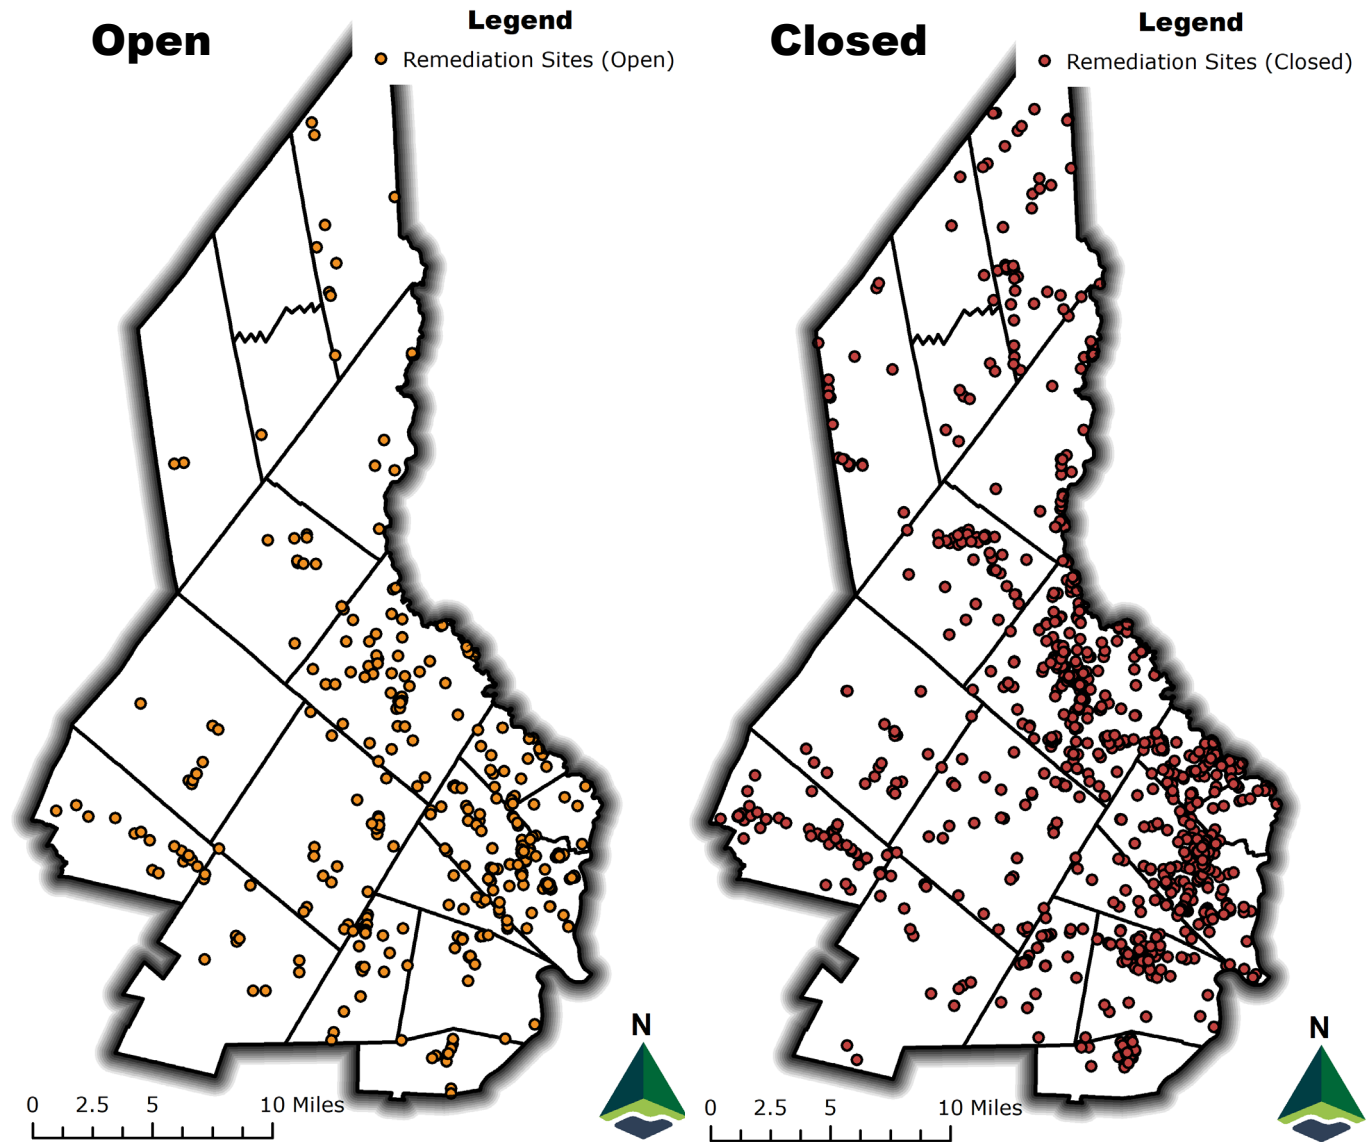 Open
Legend
Remediation Sites (Open)
N
0 2.5 5 10 Miles
Closed
Legend
Remediation Sites (Closed)
N
0 2.5 5 10 Miles